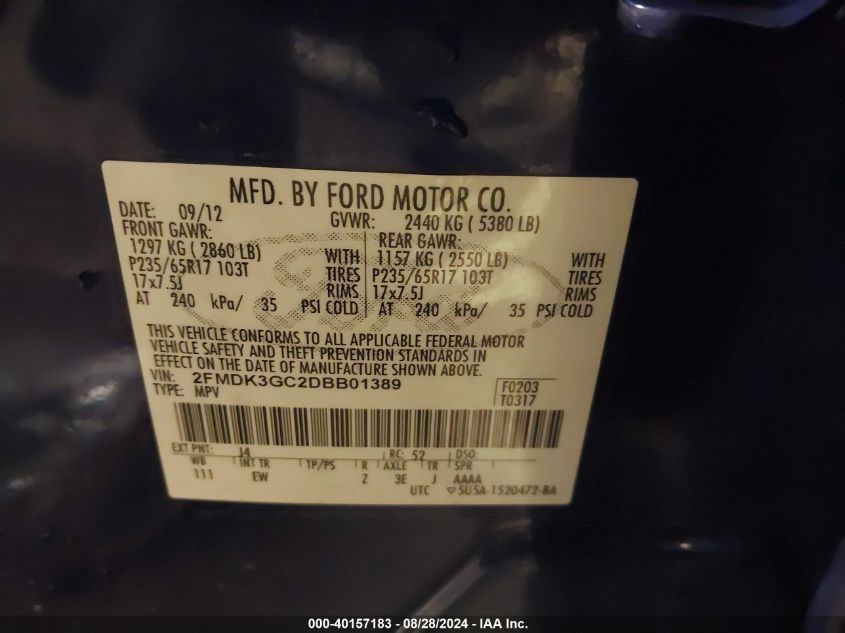 MFD. BY FORD MOTOR CO.
DATE: 09/12 GVWR: 2440 KG ( 5380 LB)
FRONT GAWR: REAR GAWR:
1297 KG ( 2860 LB) WITH 1157 KG ( 2550 LB) WITH
P235/65R17 103T TIRES P235/65R17 103T TIRES
17x7.5J RIMS 17x7.5J RIMS
AT 240 kPa/ 35 PSI COLD AT 240 kPa/ 35 PSI COLD
THIS VEHICLE CONFORMS TO ALL APPLICABLE FEDERAL MOTOR
VEHICLE SAFETY AND THEFT PREVENTION STANDARDS IN
EFFECT ON THE DATE OF MANUFACTURE SHOWN ABOVE.
VIN: 2FMDK3GC2DBB01389 F0203
TYPE: MPV T0317
EXT PNT: J4 RC: 52 DSO:
WB INT TR TP/PS R AXLE TR SPR
111 EW Z 3E J AAAA
UTC 5U5A-1520472-BA
000-40157183 - 08/28/2024 - IAA Inc.